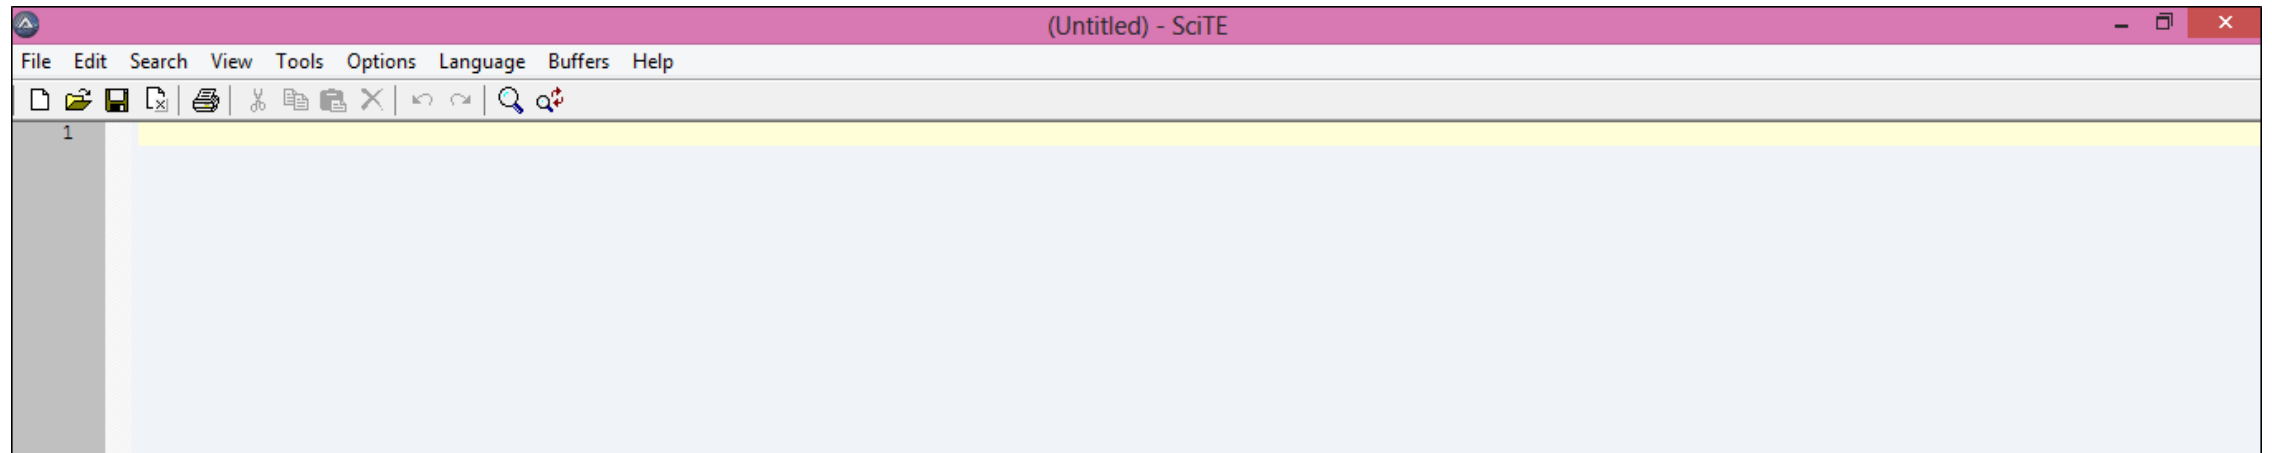 (Untitled) - SciTE
File Edit Search View Tools Options Language Buffers Help
1